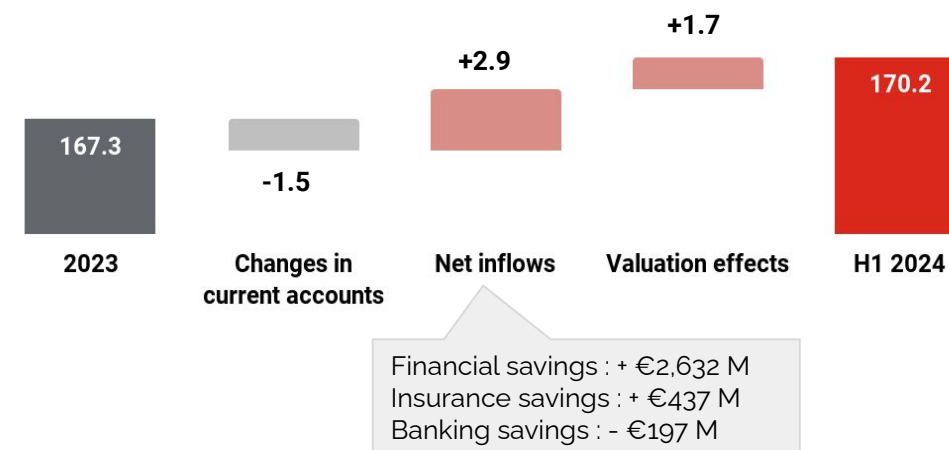 +1.7
+2.9
170.2
167.3
-1.5
2023
Changes in
current accounts
Net inflows
Valuation effects
H1 2024
Financial savings : + €2,632 M
Insurance savings : + €437 M
Banking savings : - €197 M